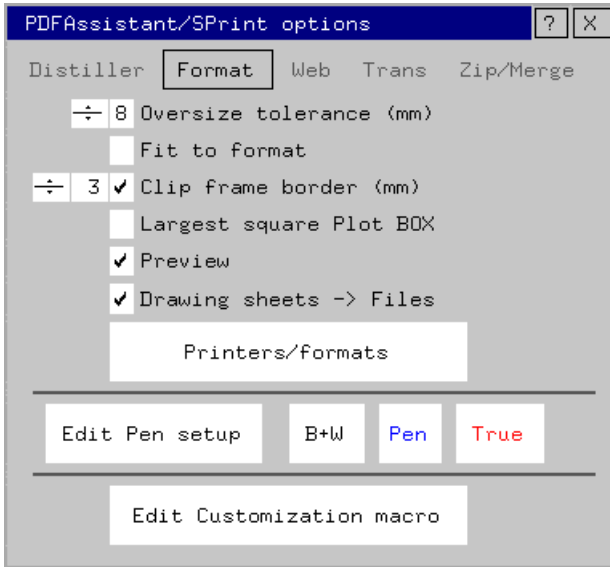 PDFAssistant/SPrint options ? X
Distiller Format Web Trans Zip/Merge
8 Oversize tolerance (mm)
Fit to format
3 Clip frame border (mm)
Largest square Plot BOX
Preview
Drawing sheets -> Files
Printers/formats
Edit Pen setup B+W Pen True
Edit Customization macro